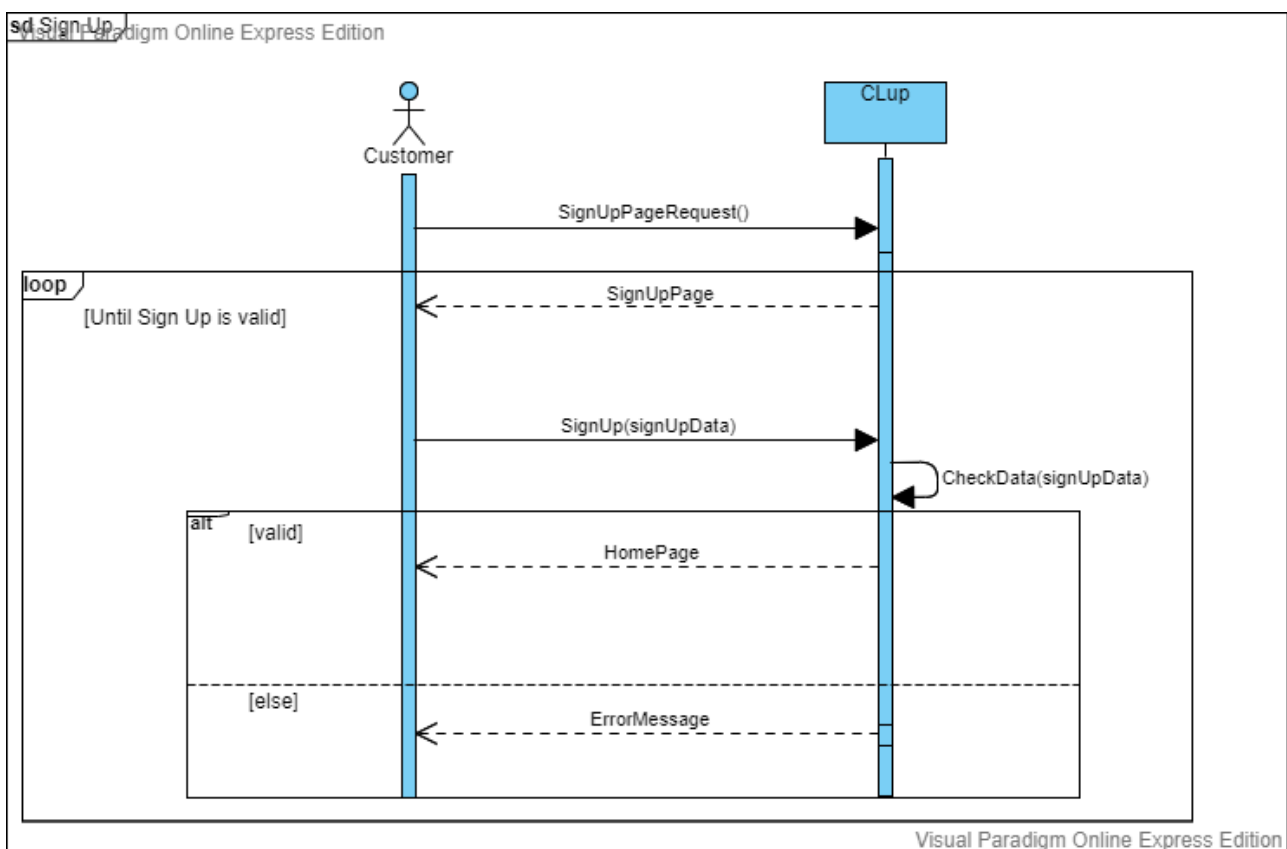 sd Sign Up
Visual Paradigm Online Express Edition
CLup
Customer
SignUpPageRequest()
loop
SignUpPage
[Until Sign Up is valid]
SignUp(signUpData)
CheckData(signUpData)
alt
[valid]
HomePage
[else]
ErrorMessage
Visual Paradigm Online Express Edition